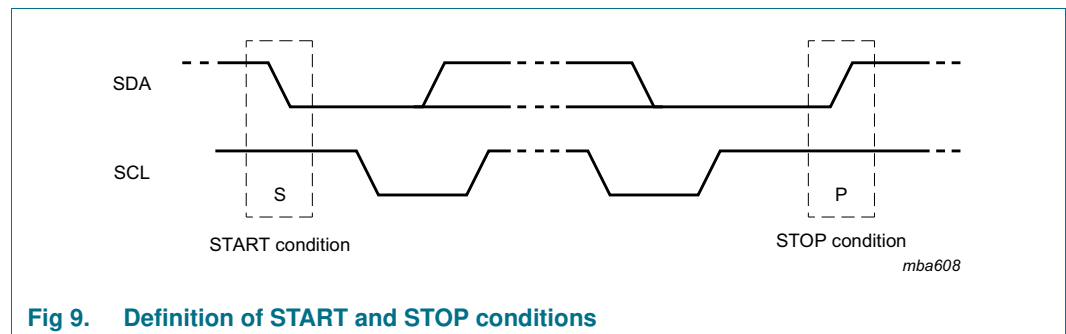 SDA
SCL
S
P
START condition
STOP condition
mba608
Fig 9. Definition of START and STOP conditions